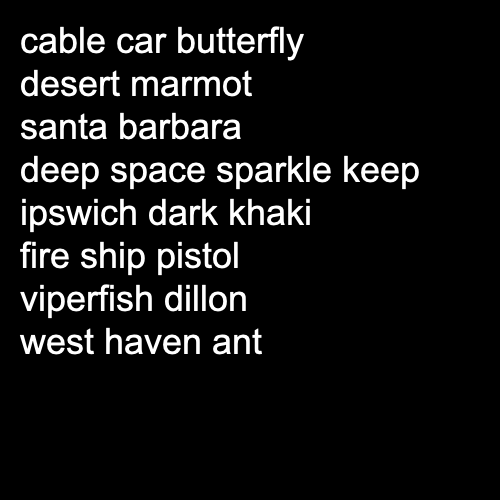 cable car butterfly
desert marmot
santa barbara
deep space sparkle keep
ipswich dark khaki
fire ship pistol
viperfish dillon
west haven ant